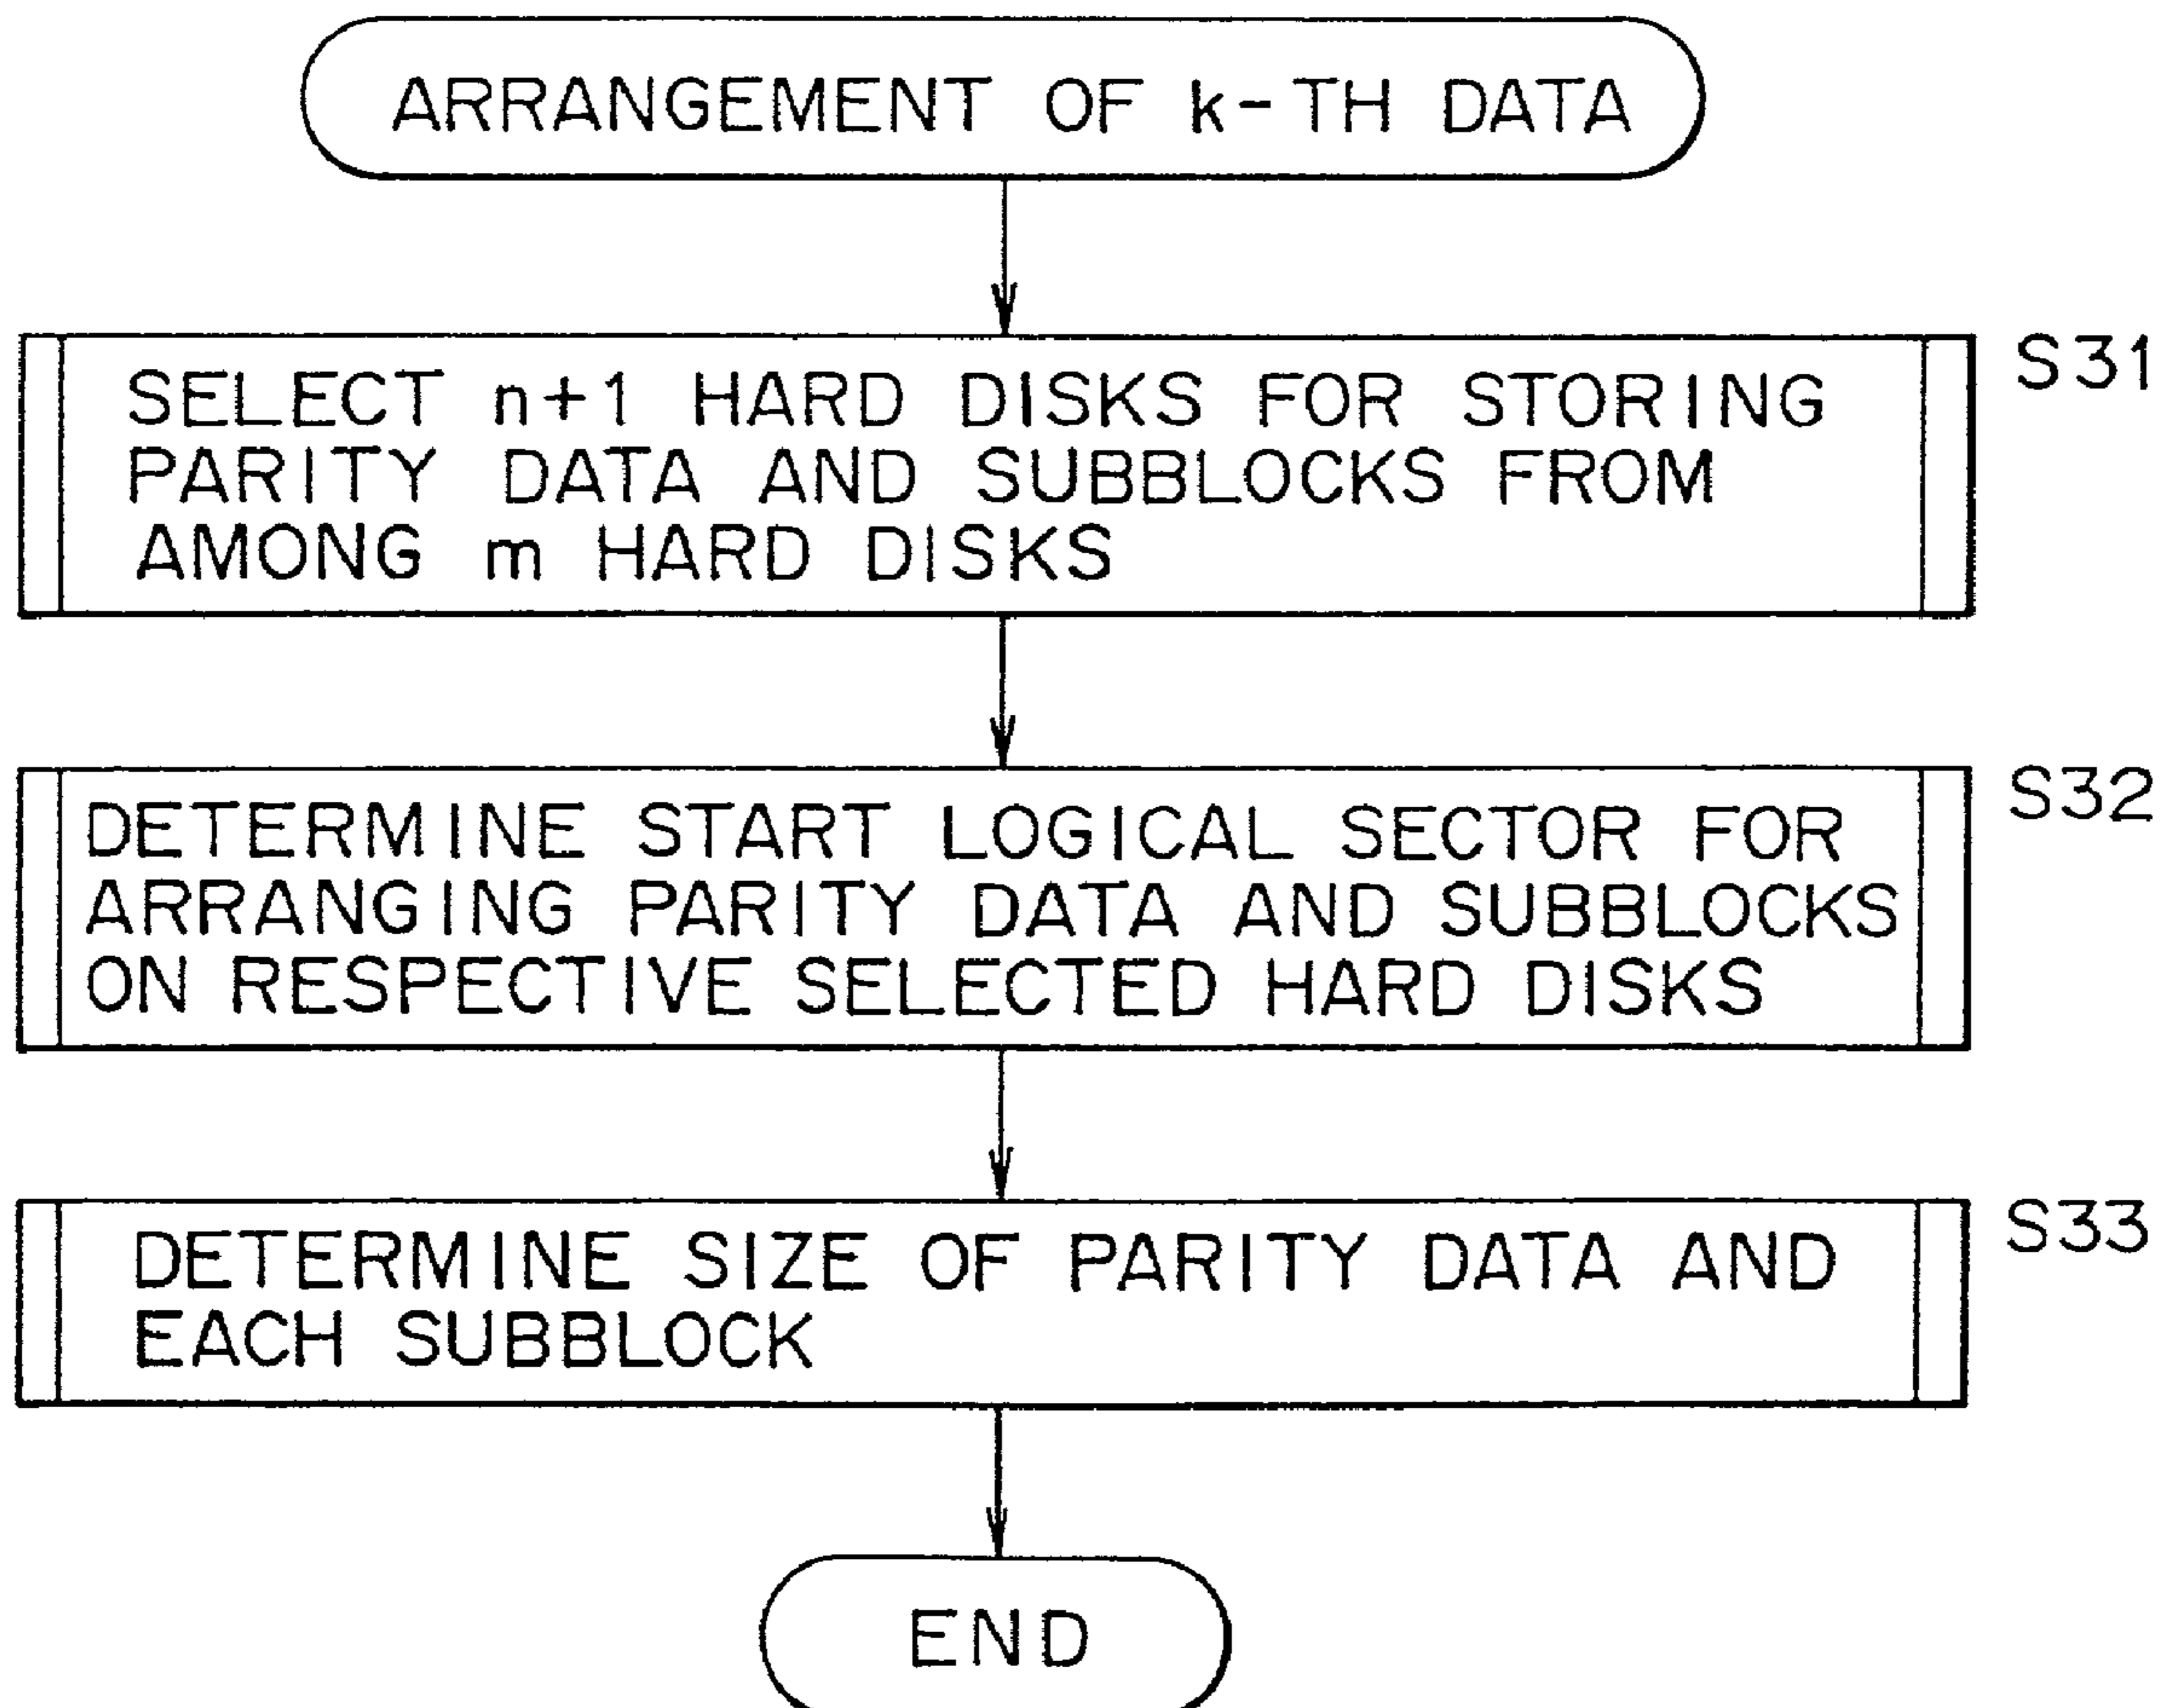 ARRANGEMENT OF k-TH DATA
S31
SELECT n+1 HARD DISKS FOR STORING
PARITY DATA AND SUBBLOCKS FROM
AMONG m HARD DISKS
S32
DETERMINE START LOGICAL SECTOR FOR
ARRANGING PARITY DATA AND SUBBLOCKS
ON RESPECTIVE SELECTED HARD DISKS
S33
DETERMINE SIZE OF PARITY DATA AND
EACH SUBBLOCK
END